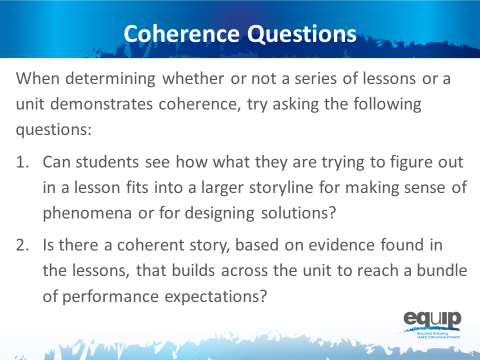 Coherence Questions
When determining whether or not a series of lessons or a
unit demonstrates coherence, try asking the following
questions:
1. Can students see how what they are trying to figure out
in a lesson fits into a larger storyline for making sense of
phenomena or for designing solutions?
2. Is there a coherent story, based on evidence found in
the lessons, that builds across the unit to reach a bundle
of performance expectations?
equip
Educators Evaluating
Quality Instructional Products